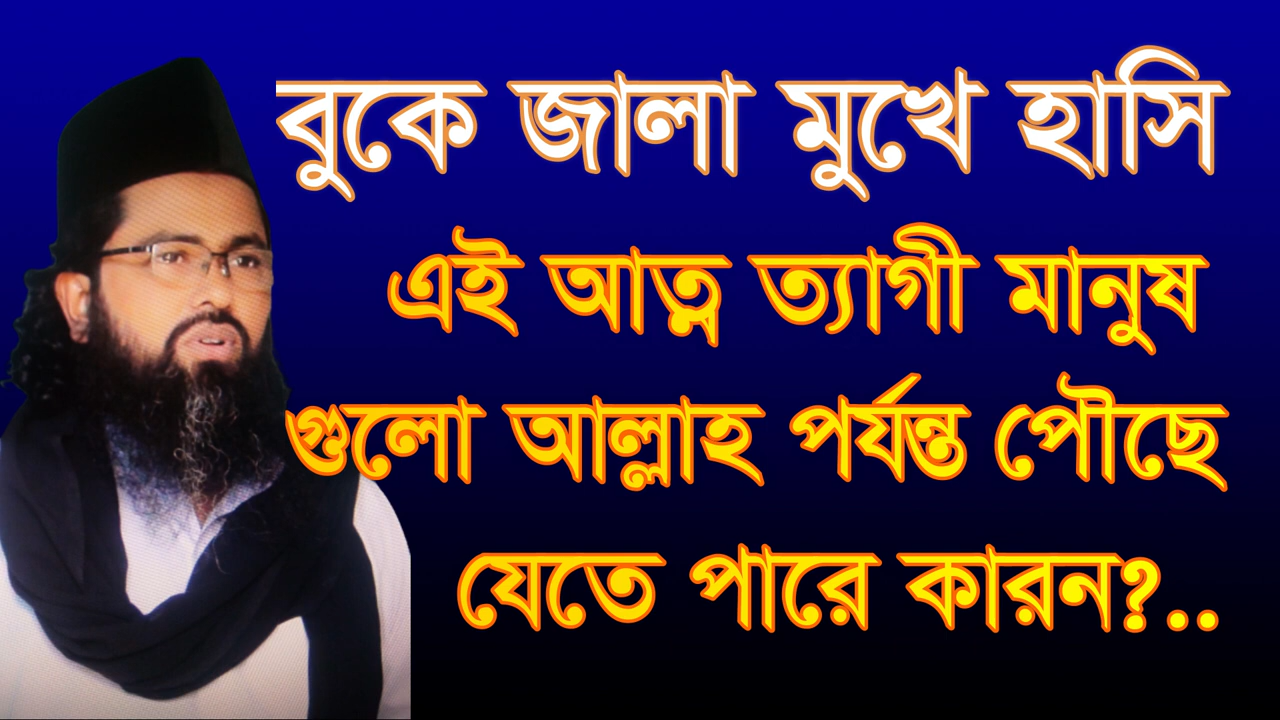 বুকে জালা মুখে হাসি
এই আত্ন ত্যাগী মানুষ
গুলো আল্লাহ পর্যন্ত পৌছে
যেতে পারে কারন?..